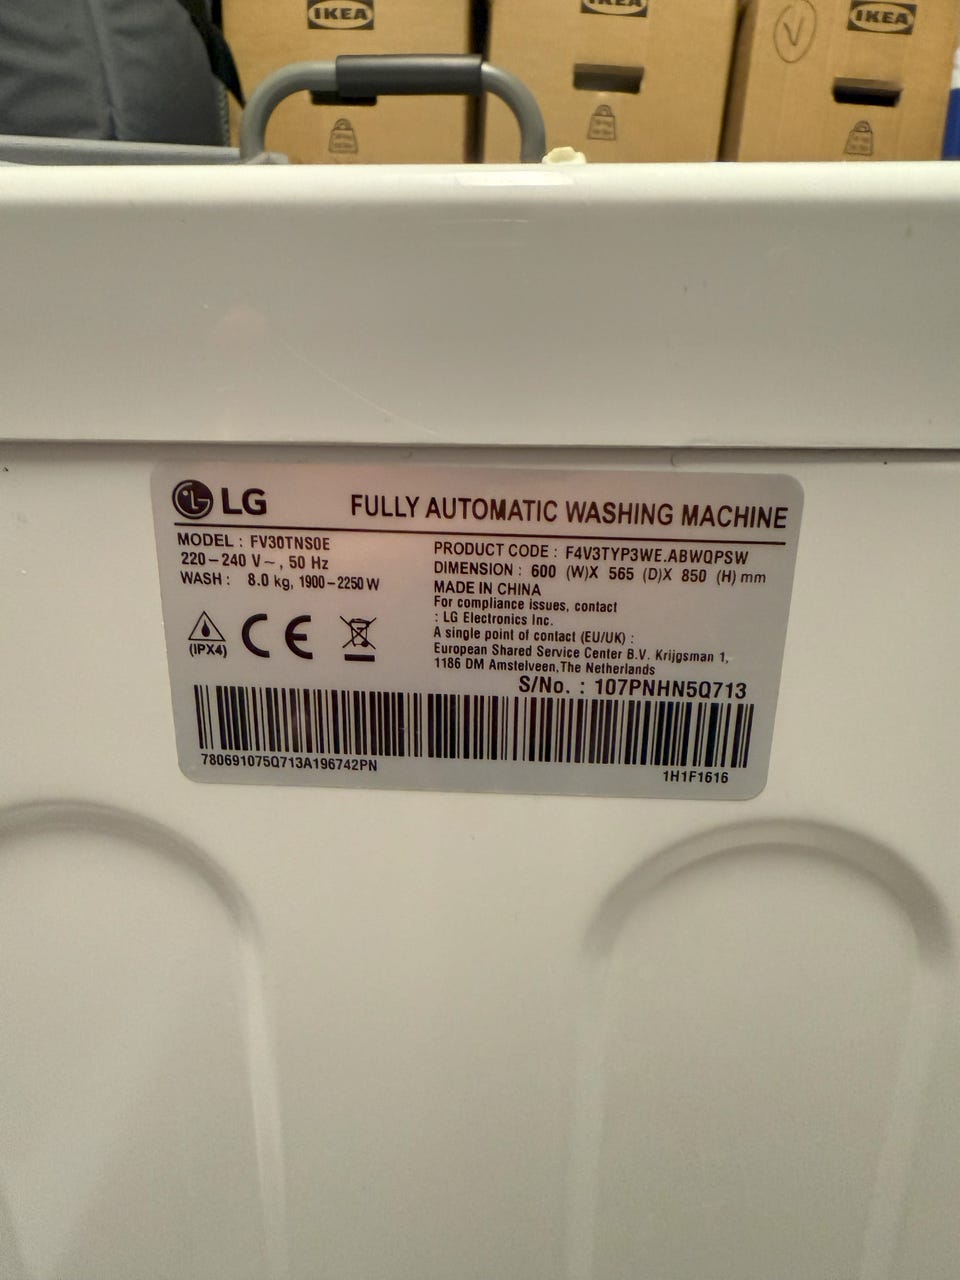 IKEA
IKEA
IKEA
LG
FULLY AUTOMATIC WASHING MACHINE
MODEL : FV30TNS0E
220-240 V~, 50 Hz
WASH : 8.0 kg, 1900-2250 W
(IPX4)
PRODUCT CODE : F4V3TYP3WE.ABWQPSW
DIMENSION : 600 (W)X 565 (D)X 850 (H) mm
MADE IN CHINA
For compliance issues, contact
: LG Electronics Inc.
A single point of contact (EU/UK) :
European Shared Service Center B.V. Krijgsman 1,
1186 DM Amstelveen,The Netherlands
S/No. : 107PNHN5Q713
780691075Q713A196742PN
1H1F1616